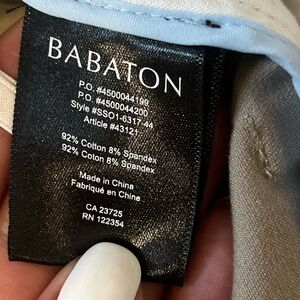 BABATON
P.O. #4500044199
P.O. #4500044200
Style #SSO1-6317-44
Article #43121
92% Cotton 8% Spandex
92% Coton 8% Spandex
Made in China
Fabriqué en Chine
CA 23725
RN 122354